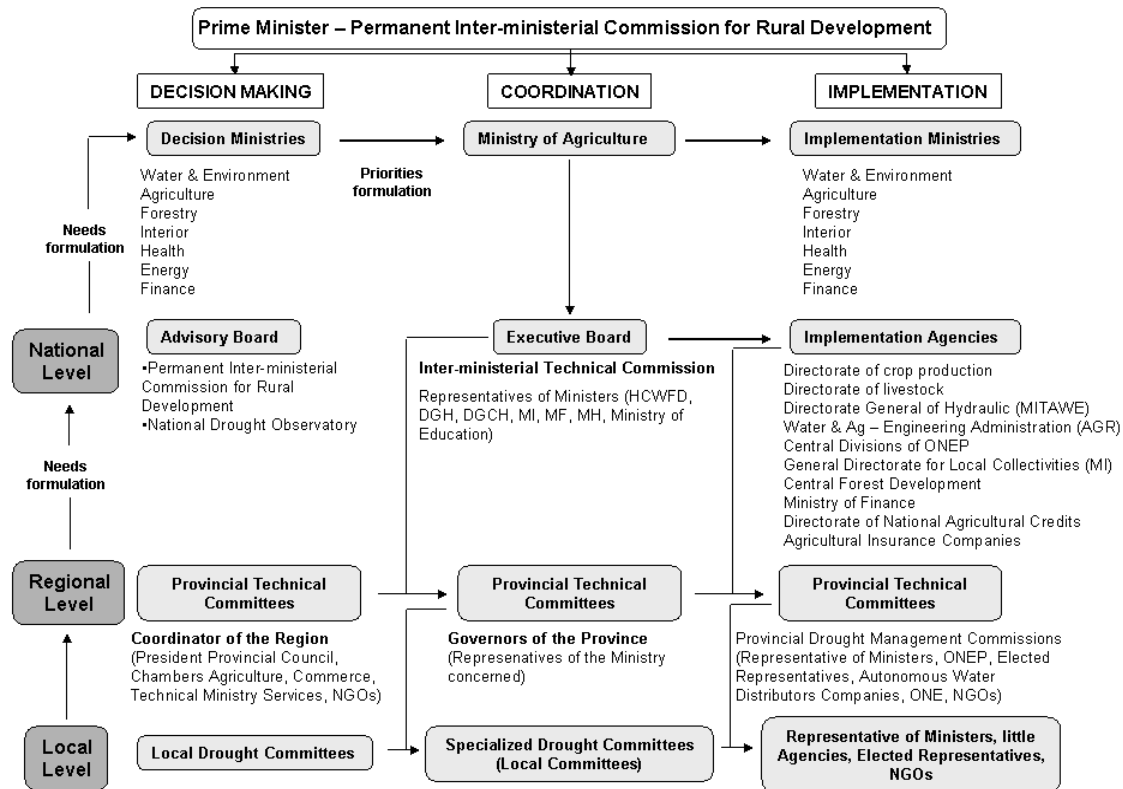 Prime Minister – Permanent Inter-ministerial Commission for Rural Development
DECISION MAKING
COORDINATION
IMPLEMENTATION
Decision Ministries
Ministry of Agriculture
Implementation Ministries
Priorities
formulation
Water & Environment
Agriculture
Forestry
Interior
Health
Energy
Finance
Water & Environment
Agriculture
Forestry
Interior
Health
Energy
Finance
Needs
formulation
National
Level
Advisory Board
▪Permanent Inter-ministerial
Commission for Rural
Development
▪National Drought Observatory
Executive Board
Inter-ministerial Technical Commission
Representatives of Ministers (HCWFD,
DGH, DGCH, MI, MF, MH, Ministry of
Education)
Implementation Agencies
Directorate of crop production
Directorate of livestock
Directorate General of Hydraulic (MITAWE)
Water & Ag – Engineering Administration (AGR)
Central Divisions of ONEP
General Directorate for Local Collectivities (MI)
Central Forest Development
Ministry of Finance
Directorate of National Agricultural Credits
Agricultural Insurance Companies
Needs
formulation
Regional
Level
Provincial Technical
Committees
Coordinator of the Region
(President Provincial Council,
Chambers Agriculture, Commerce,
Technical Ministry Services, NGOs)
Provincial Technical
Committees
Governors of the Province
(Represenatives of the Ministry
concerned)
Provincial Technical
Committees
Provincial Drought Management Commissions
(Representative of Ministers, ONEP, Elected
Representatives, Autonomous Water
Distributors Companies, ONE, NGOs)
Local
Level
Local Drought Committees
Specialized Drought Committees
(Local Committees)
Representative of Ministers, little
Agencies, Elected Representatives,
NGOs